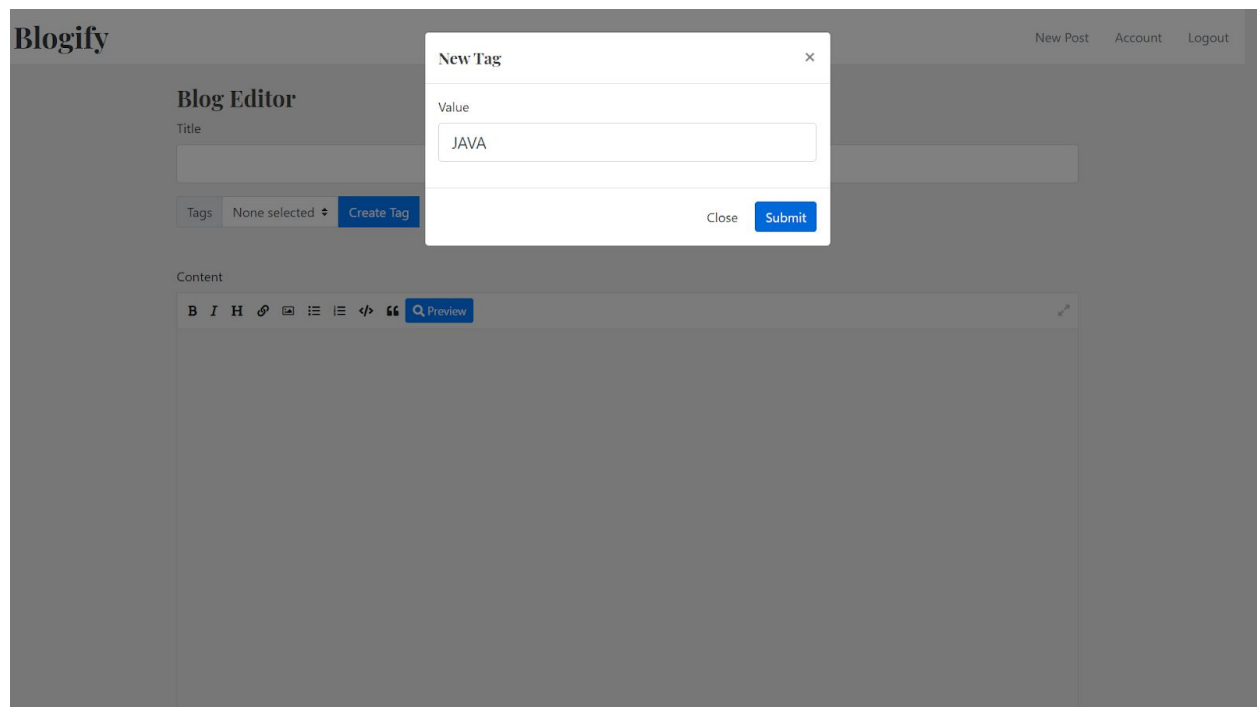 Blogify
New Post Account Logout
New Tag ×
Value
JAVA
Close Submit
Blog Editor
Title
Tags None selected Create Tag
Content
B I H </> “ Preview